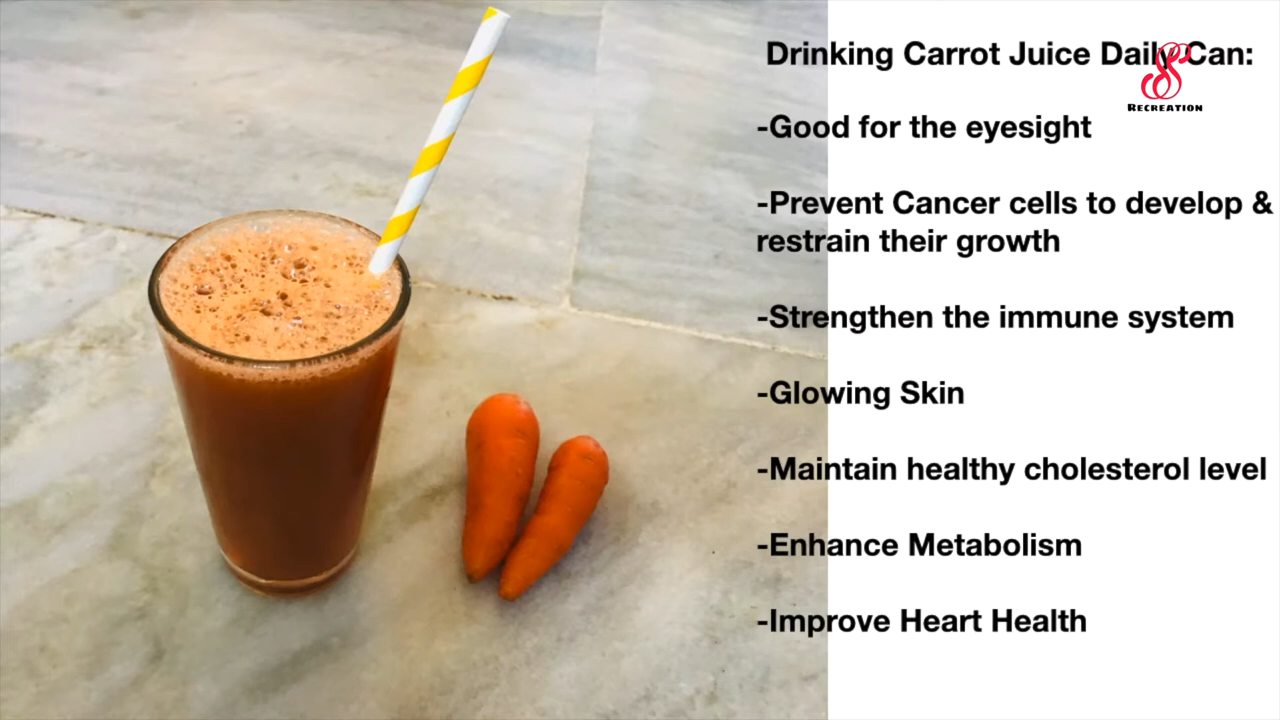 Drinking Carrot Juice Daily Can:
RECREATION
-Good for the eyesight
-Prevent Cancer cells to develop &
restrain their growth
-Strengthen the immune system
-Glowing Skin
-Maintain healthy cholesterol level
-Enhance Metabolism
-Improve Heart Health